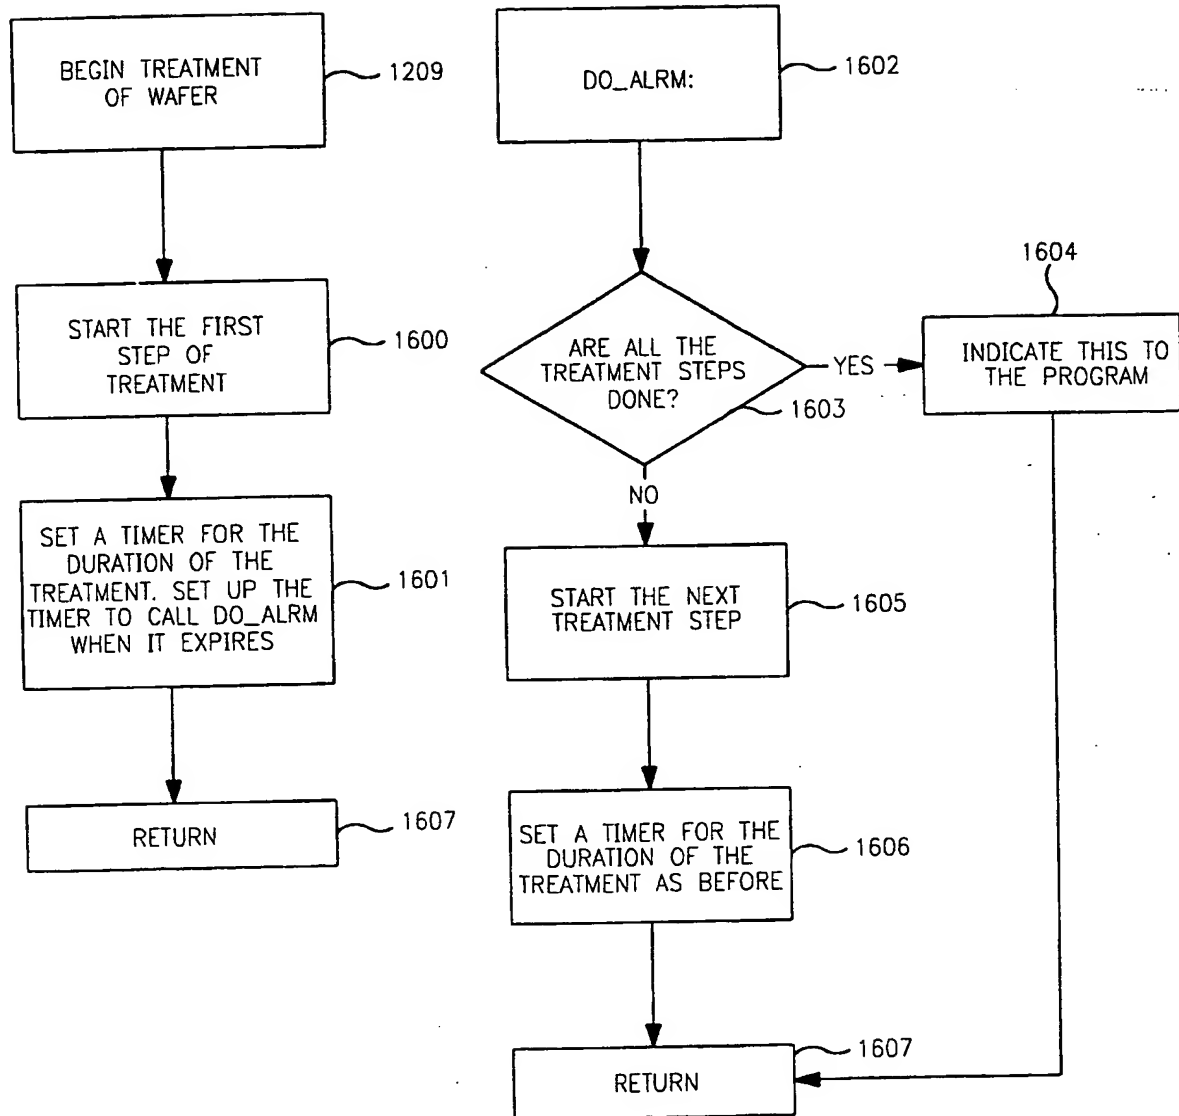 BEGIN TREATMENT
OF WAFER
1209
START THE FIRST
STEP OF
TREATMENT
1600
SET A TIMER FOR THE
DURATION OF THE
TREATMENT. SET UP THE
TIMER TO CALL DO_ALRM
WHEN IT EXPIRES
1601
RETURN
1607
DO_ALRM:
1602
ARE ALL THE
TREATMENT STEPS
DONE?
1603
YES
1604
INDICATE THIS TO
THE PROGRAM
NO
START THE NEXT
TREATMENT STEP
1605
SET A TIMER FOR THE
DURATION OF THE
TREATMENT AS BEFORE
1606
RETURN
1607